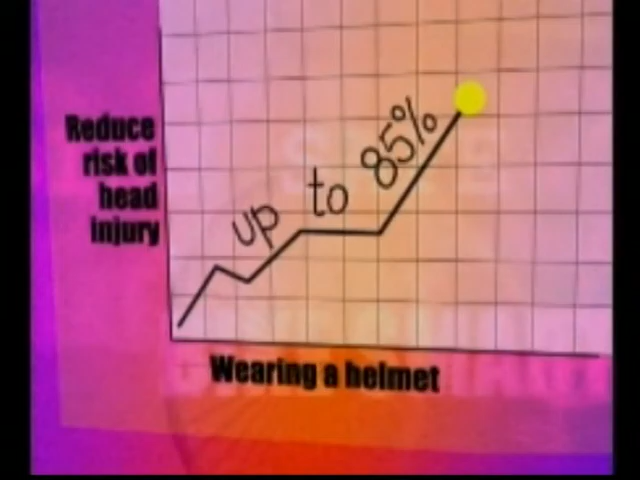 Reduce
risk of
head
injury
up to 85%
Wearing a helmet